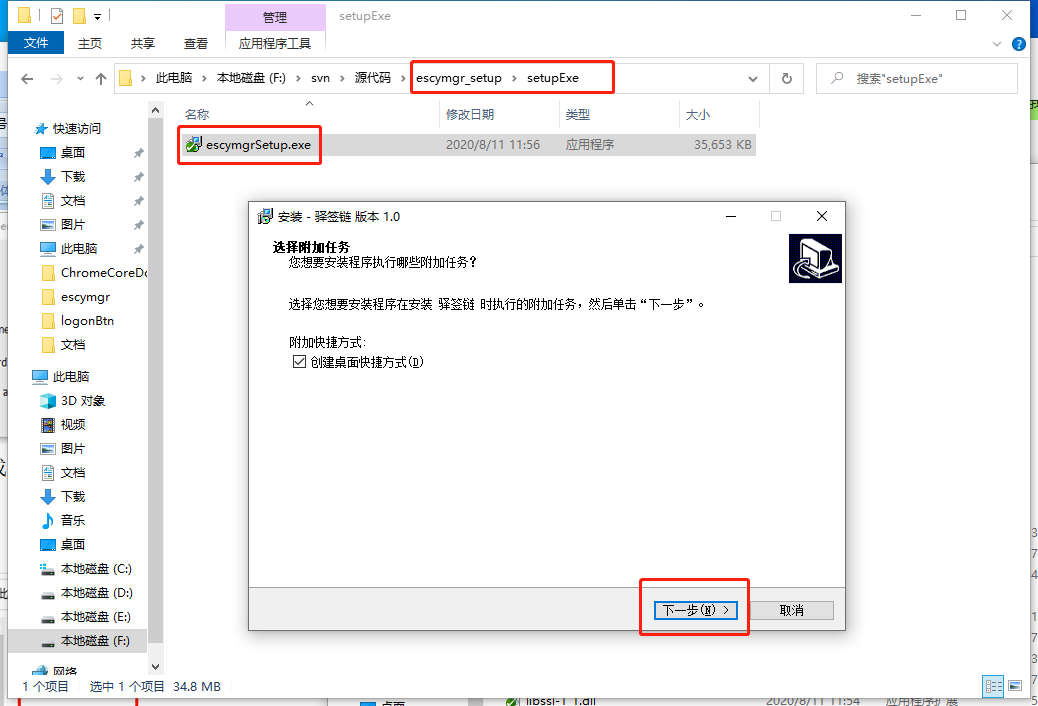 管理
setupExe
文件
主页
共享
查看
应用程序工具
此电脑 › 本地磁盘 (F:) › svn › 源代码 › escymgr_setup › setupExe
搜索"setupExe"
名称
修改日期
类型
大小
escymgrSetup.exe
2020/8/11 11:56
应用程序
35,653 KB
快速访问
桌面
下载
文档
图片
此电脑
escymgr
logonBtn
文档
此电脑
3D 对象
视频
图片
文档
下载
音乐
桌面
本地磁盘 (C:)
本地磁盘 (D:)
本地磁盘 (E:)
本地磁盘 (F:)
网络
安装 - 驿签链 版本 1.0
选择附加任务
您想要安装程序执行哪些附加任务?
选择您想要安装程序在安装 驿签链 时执行的附加任务，然后单击“下一步”。
附加快捷方式:
创建桌面快捷方式(D)
下一步(N) >
取消
1 个项目
选中 1 个项目 34.8 MB
桌面
2020/8/11 11:54
应用程序扩展